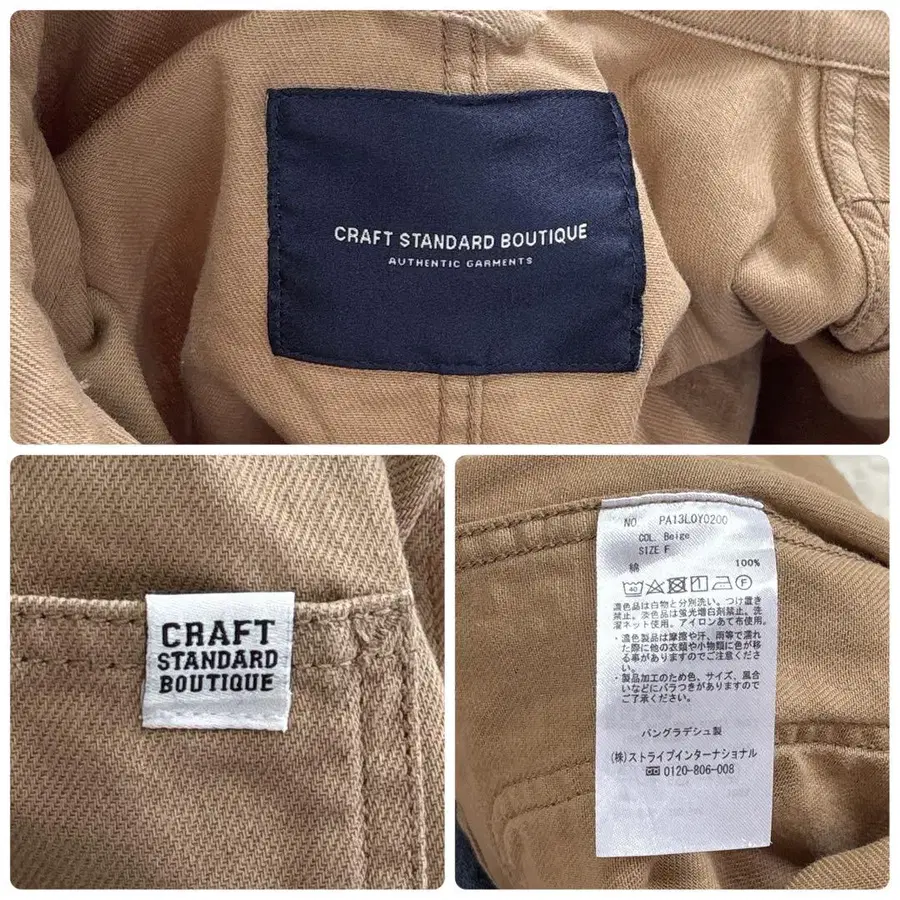 CRAFT STANDARD BOUTIQUE
AUTHENTIC GARMENTS
CRAFT
STANDARD
BOUTIQUE
NO PA13L0Y0200
COL. Beige
SIZE F
綿 100%
40 F
濃色品は白物と分別洗い。つけ置き
禁止。淡色品は蛍光増白剤禁止。洗
濯ネット使用。アイロンあて布使用。
・濃色製品は摩擦や汗、雨等で濡れ
た際に他の衣類や小物類に色が移
る事がありますのでご注意くださ
い。
・製品加工のため色、サイズ、風合
いなどにバラつきがありますので
ご了承ください。
バングラデシュ製
(株)ストライプインターナショナル
0120-806-008